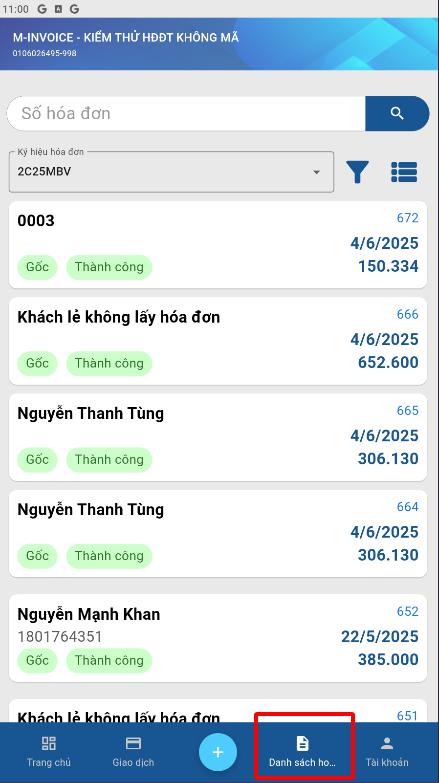 11:00
M-INVOICE - KIỂM THỬ HĐĐT KHÔNG MÃ
0106026495-998
Số hóa đơn
Ký hiệu hóa đơn
2C25MBV
0003
672
4/6/2025
Gốc Thành công 150.334
Khách lẻ không lấy hóa đơn
666
4/6/2025
Gốc Thành công 652.600
Nguyễn Thanh Tùng
665
4/6/2025
Gốc Thành công 306.130
Nguyễn Thanh Tùng
664
4/6/2025
Gốc Thành công 306.130
Nguyễn Mạnh Khan
652
1801764351 22/5/2025
Gốc Thành công 385.000
Khách lẻ không lấy hóa đơn
651
Trang chủ Giao dịch Danh sách ho... Tài khoản